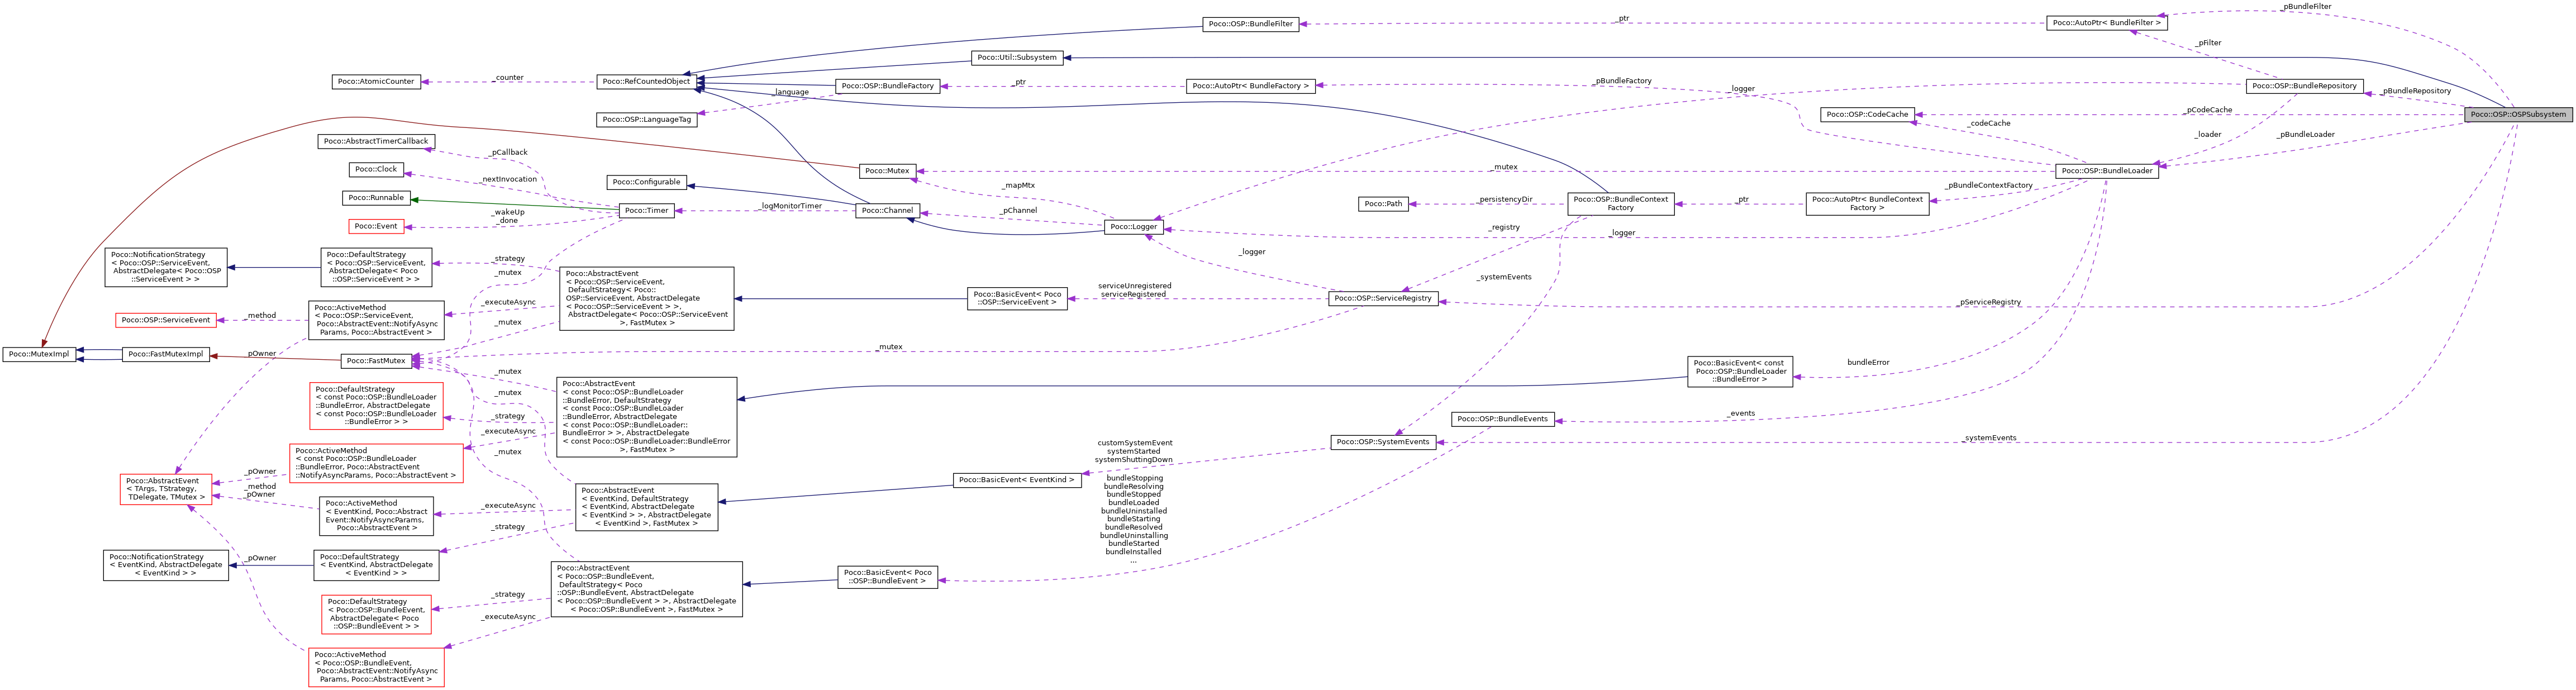 Poco::OSP::BundleFilter
_ptr
Poco::AutoPtr< BundleFilter >
_pBundleFilter
_pFilter
Poco::Util::Subsystem
Poco::AtomicCounter
_counter
Poco::RefCountedObject
Poco::OSP::BundleFactory
_ptr
Poco::AutoPtr< BundleFactory >
_pBundleFactory
_logger
Poco::OSP::BundleRepository
_pBundleRepository
_language
Poco::OSP::LanguageTag
Poco::OSP::CodeCache
_pCodeCache
Poco::OSP::OSPSubsystem
_codeCache
_loader
_pBundleLoader
Poco::AbstractTimerCallback
_pCallback
Poco::Clock
_nextInvocation
Poco::Mutex
_mutex
Poco::OSP::BundleLoader
Poco::Configurable
_mapMtx
_pBundleContextFactory
Poco::Runnable
Poco::Timer
_logMonitorTimer
Poco::Channel
_pChannel
Poco::Path
_persistencyDir
Poco::OSP::BundleContext
Factory
_ptr
Poco::AutoPtr< BundleContext
Factory >
Poco::Event
_wakeUp
_done
Poco::Logger
_registry
_logger
_logger
Poco::NotificationStrategy
< Poco::OSP::ServiceEvent,
AbstractDelegate< Poco::OSP
::ServiceEvent > >
Poco::DefaultStrategy
< Poco::OSP::ServiceEvent,
AbstractDelegate< Poco
::OSP::ServiceEvent > >
_strategy
_mutex
Poco::AbstractEvent
< Poco::OSP::ServiceEvent,
DefaultStrategy< Poco::
OSP::ServiceEvent, AbstractDelegate
< Poco::OSP::ServiceEvent > >,
AbstractDelegate< Poco::OSP::ServiceEvent
>, FastMutex >
_systemEvents
Poco::BasicEvent< Poco
::OSP::ServiceEvent >
serviceUnregistered
serviceRegistered
Poco::OSP::ServiceRegistry
_pServiceRegistry
_executeAsync
Poco::ActiveMethod
< Poco::OSP::ServiceEvent,
Poco::AbstractEvent::NotifyAsync
Params, Poco::AbstractEvent >
_method
Poco::OSP::ServiceEvent
_mutex
_mutex
Poco::MutexImpl
Poco::FastMutexImpl
_pOwner
Poco::FastMutex
_mutex
Poco::BasicEvent< const
Poco::OSP::BundleLoader
::BundleError >
bundleError
Poco::DefaultStrategy
< const Poco::OSP::BundleLoader
::BundleError, AbstractDelegate
< const Poco::OSP::BundleLoader
::BundleError > >
_mutex
_strategy
_executeAsync
_mutex
Poco::AbstractEvent
< const Poco::OSP::BundleLoader
::BundleError, DefaultStrategy
< const Poco::OSP::BundleLoader
::BundleError, AbstractDelegate
< const Poco::OSP::BundleLoader::
BundleError > >, AbstractDelegate
< const Poco::OSP::BundleLoader::BundleError
>, FastMutex >
Poco::OSP::BundleEvents
_events
Poco::OSP::SystemEvents
_systemEvents
customSystemEvent
systemStarted
systemShuttingDown
Poco::ActiveMethod
< const Poco::OSP::BundleLoader
::BundleError, Poco::AbstractEvent
::NotifyAsyncParams, Poco::AbstractEvent >
_pOwner
Poco::AbstractEvent
< TArgs, TStrategy,
TDelegate, TMutex >
_method
_pOwner
Poco::BasicEvent< EventKind >
Poco::AbstractEvent
< EventKind, DefaultStrategy
< EventKind, AbstractDelegate
< EventKind > >, AbstractDelegate
< EventKind >, FastMutex >
Poco::ActiveMethod
< EventKind, Poco::Abstract
Event::NotifyAsyncParams,
Poco::AbstractEvent >
_executeAsync
_strategy
bundleStopping
bundleResolving
bundleStopped
bundleLoaded
bundleUninstalled
bundleStarting
bundleResolved
bundleUninstalling
bundleStarted
bundleInstalled
...
Poco::NotificationStrategy
< EventKind, AbstractDelegate
< EventKind > >
_pOwner
Poco::DefaultStrategy
< EventKind, AbstractDelegate
< EventKind > >
Poco::AbstractEvent
< Poco::OSP::BundleEvent,
DefaultStrategy< Poco
::OSP::BundleEvent, AbstractDelegate
< Poco::OSP::BundleEvent > >, AbstractDelegate
< Poco::OSP::BundleEvent >, FastMutex >
Poco::BasicEvent< Poco
::OSP::BundleEvent >
_strategy
Poco::DefaultStrategy
< Poco::OSP::BundleEvent,
AbstractDelegate< Poco
::OSP::BundleEvent > >
_executeAsync
Poco::ActiveMethod
< Poco::OSP::BundleEvent,
Poco::AbstractEvent::NotifyAsync
Params, Poco::AbstractEvent >